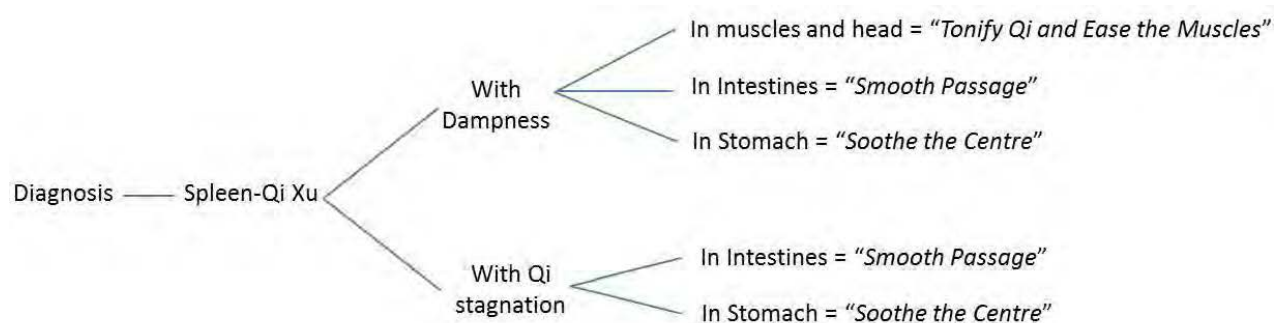 In muscles and head = “Tonify Qi and Ease the Muscles”
With
Dampness
In Intestines = “Smooth Passage”
In Stomach = “Soothe the Centre”
Diagnosis
Spleen-Qi Xu
With Qi
stagnation
In Intestines = “Smooth Passage”
In Stomach = “Soothe the Centre”